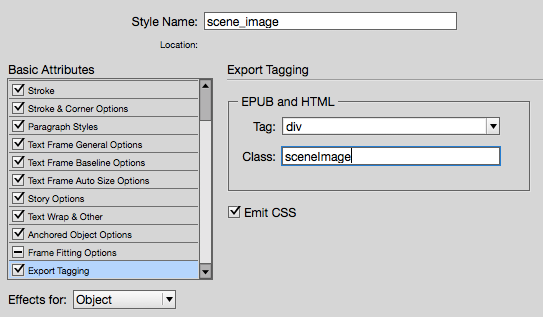 Style Name: scene_image
Location:
Basic Attributes
Export Tagging
Stroke
Stroke & Corner Options
Paragraph Styles
Text Frame General Options
Text Frame Baseline Options
Text Frame Auto Size Options
Story Options
Text Wrap & Other
Anchored Object Options
Frame Fitting Options
Export Tagging
EPUB and HTML
Tag: div
Class: sceneImage
Emit CSS
Effects for: Object